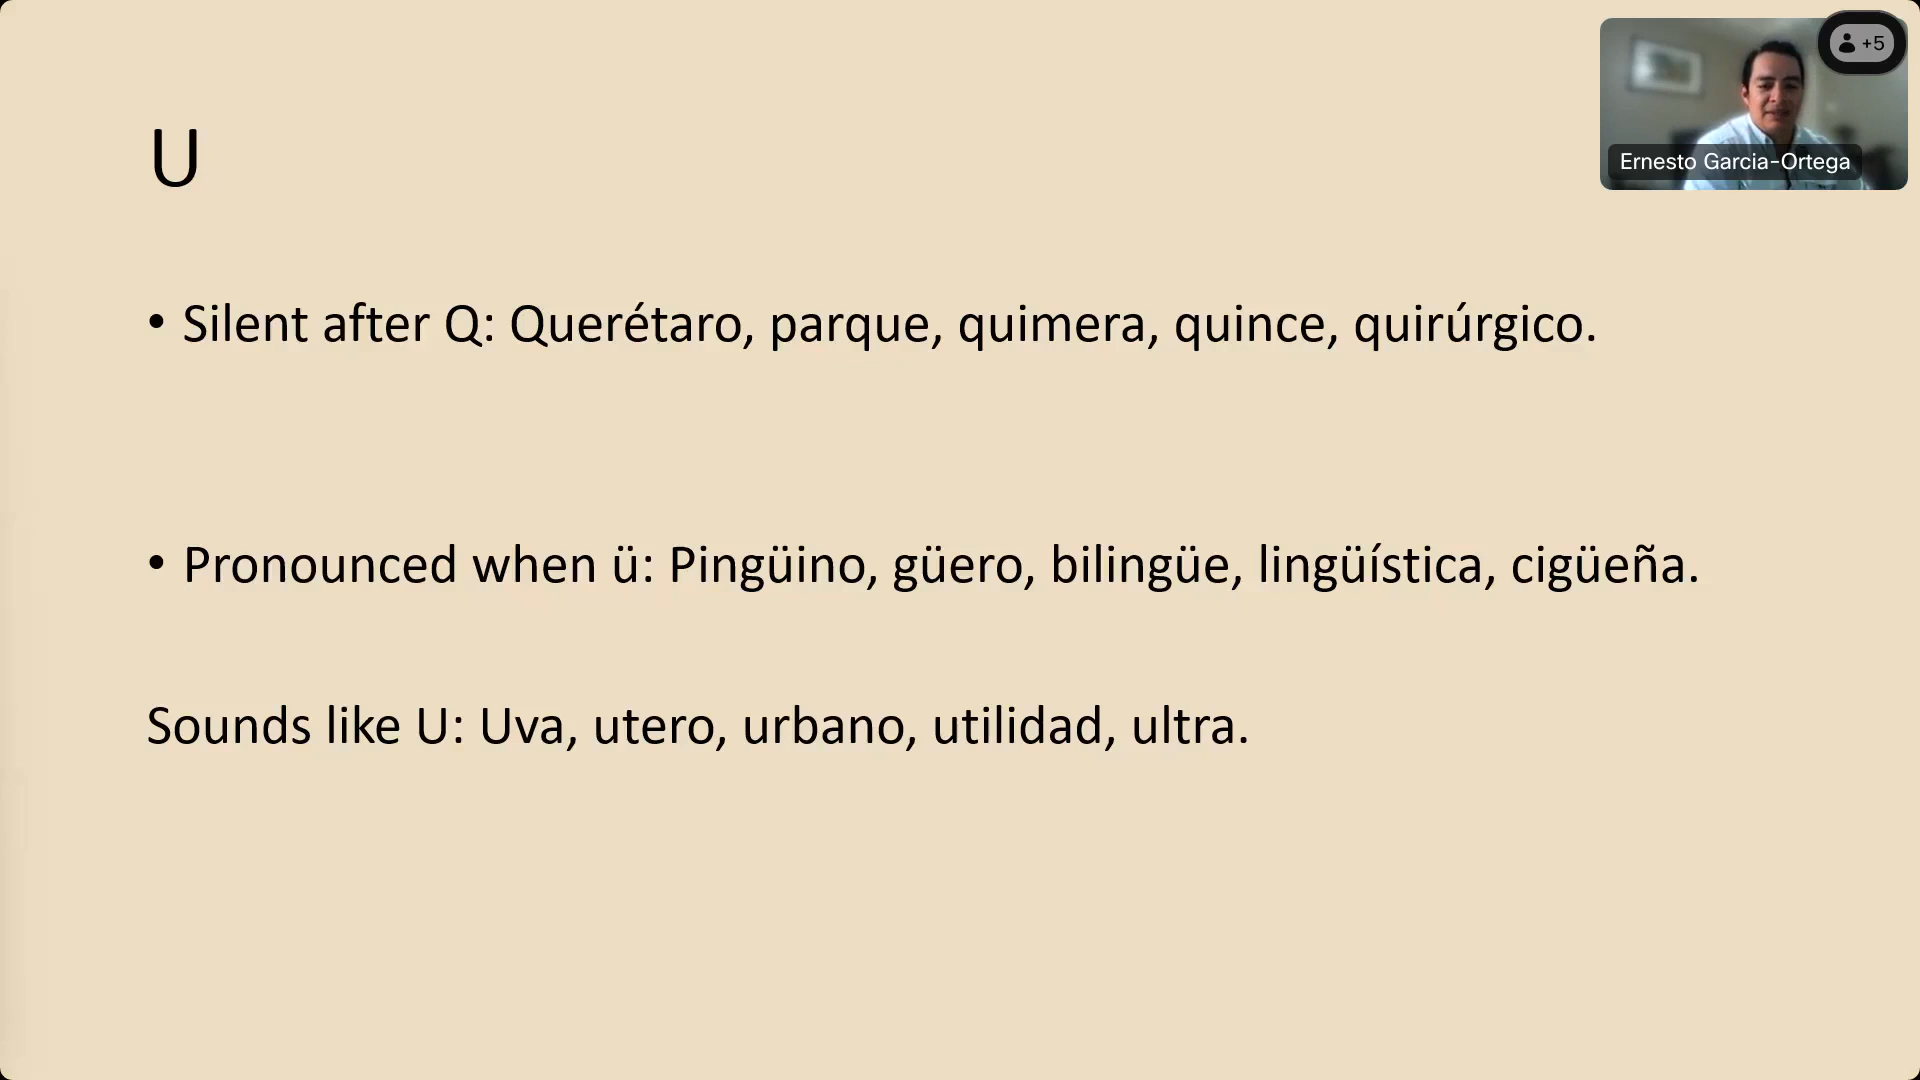 +5
Ernesto Garcia-Ortega
U
• Silent after Q: Querétaro, parque, quimera, quince, quirúrgico.
• Pronounced when ü: Pingüino, güero, bilingüe, lingüística, cigüeña.
Sounds like U: Uva, utero, urbano, utilidad, ultra.